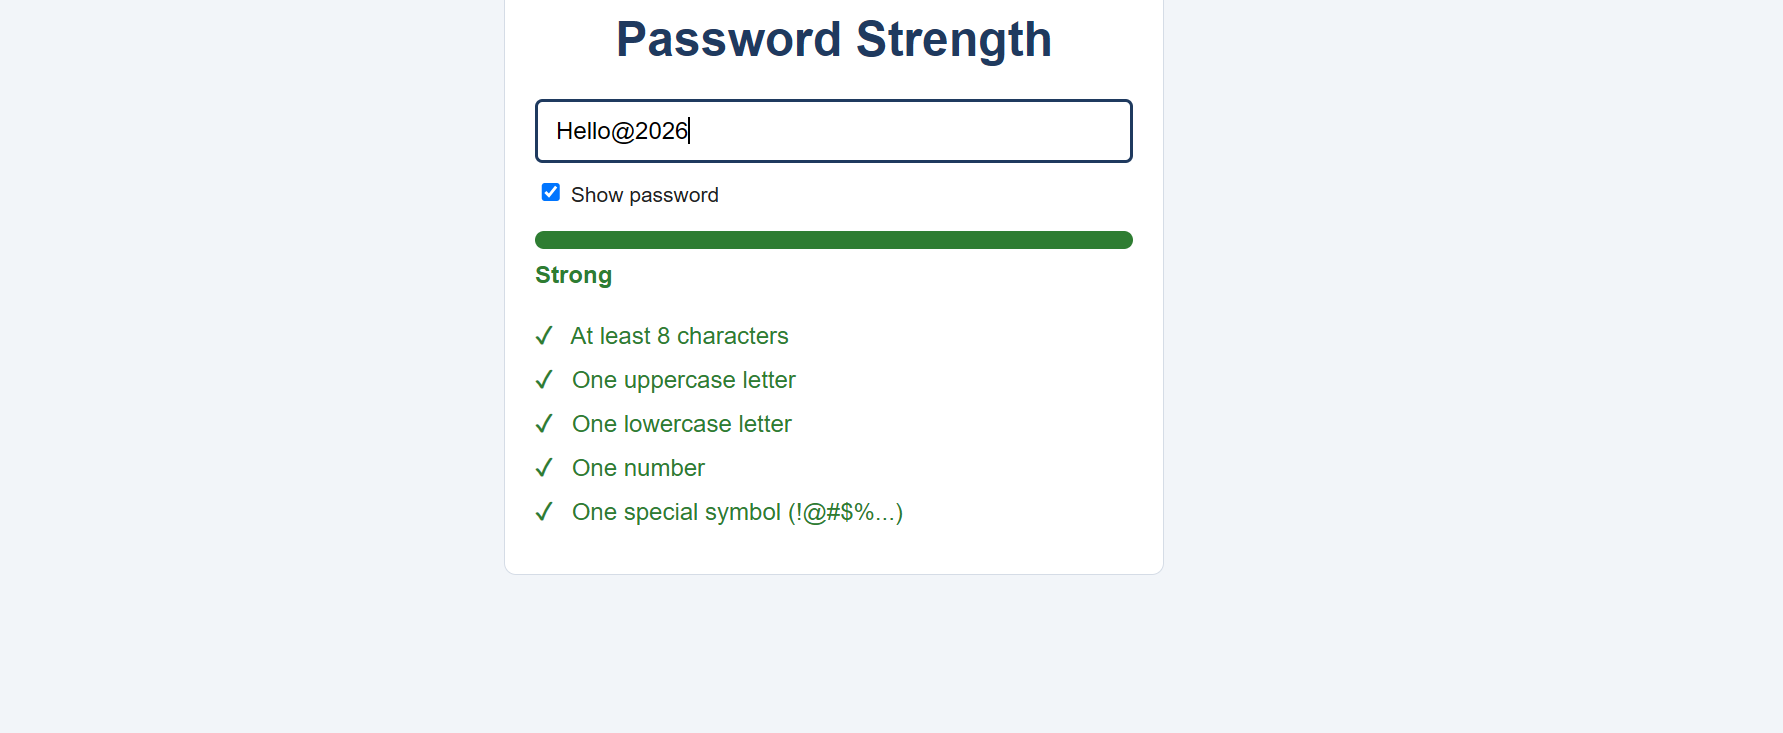 Password Strength
Hello@2026
Show password
Strong
✓ At least 8 characters
✓ One uppercase letter
✓ One lowercase letter
✓ One number
✓ One special symbol (!@#$%...)